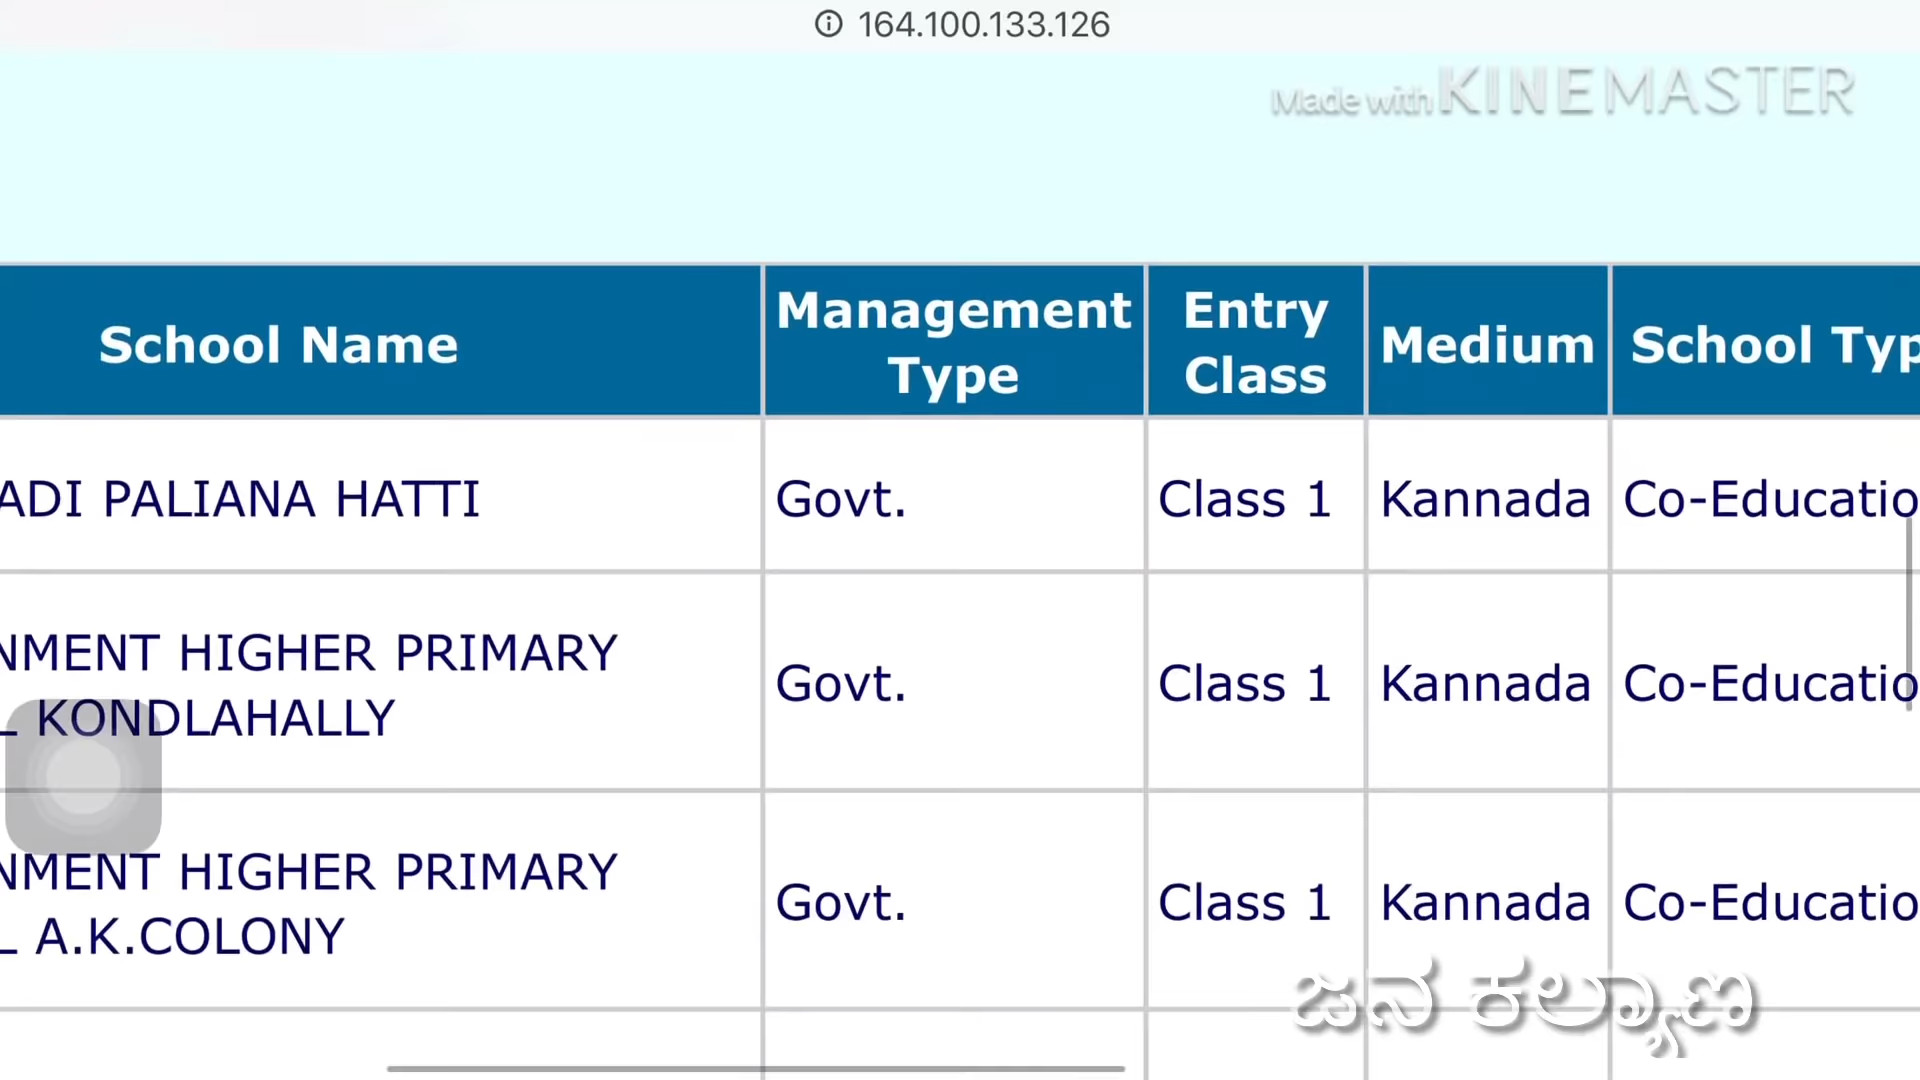 164.100.133.126
Made with KINEMASTER
School Name
Management
Type
Entry
Class
Medium
School Typ
ADI PALIANA HATTI
Govt.
Class 1
Kannada
Co-Educatio
NMENT HIGHER PRIMARY
L KONDLAHALLY
Govt.
Class 1
Kannada
Co-Educatio
NMENT HIGHER PRIMARY
L A.K.COLONY
Govt.
Class 1
Kannada
Co-Educatio
ಜನ ಕಲ್ಯಾಣ